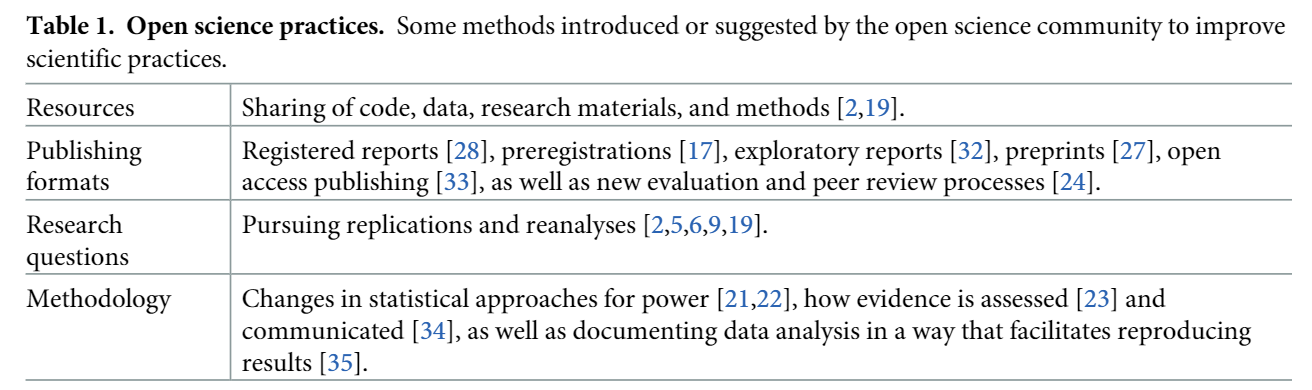 Table 1. Open science practices. Some methods introduced or suggested by the open science community to improve
scientific practices.
Resources
Sharing of code, data, research materials, and methods [2,19].
Publishing
formats
Registered reports [28], preregistrations [17], exploratory reports [32], preprints [27], open
access publishing [33], as well as new evaluation and peer review processes [24].
Research
questions
Pursuing replications and reanalyses [2,5,6,9,19].
Methodology
Changes in statistical approaches for power [21,22], how evidence is assessed [23] and
communicated [34], as well as documenting data analysis in a way that facilitates reproducing
results [35].